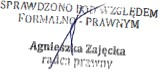 SPRAWDZONO POD WZGLĘDEM
FORMALNO - PRAWNYM
Agnieszka Zajęcka
radca prawny